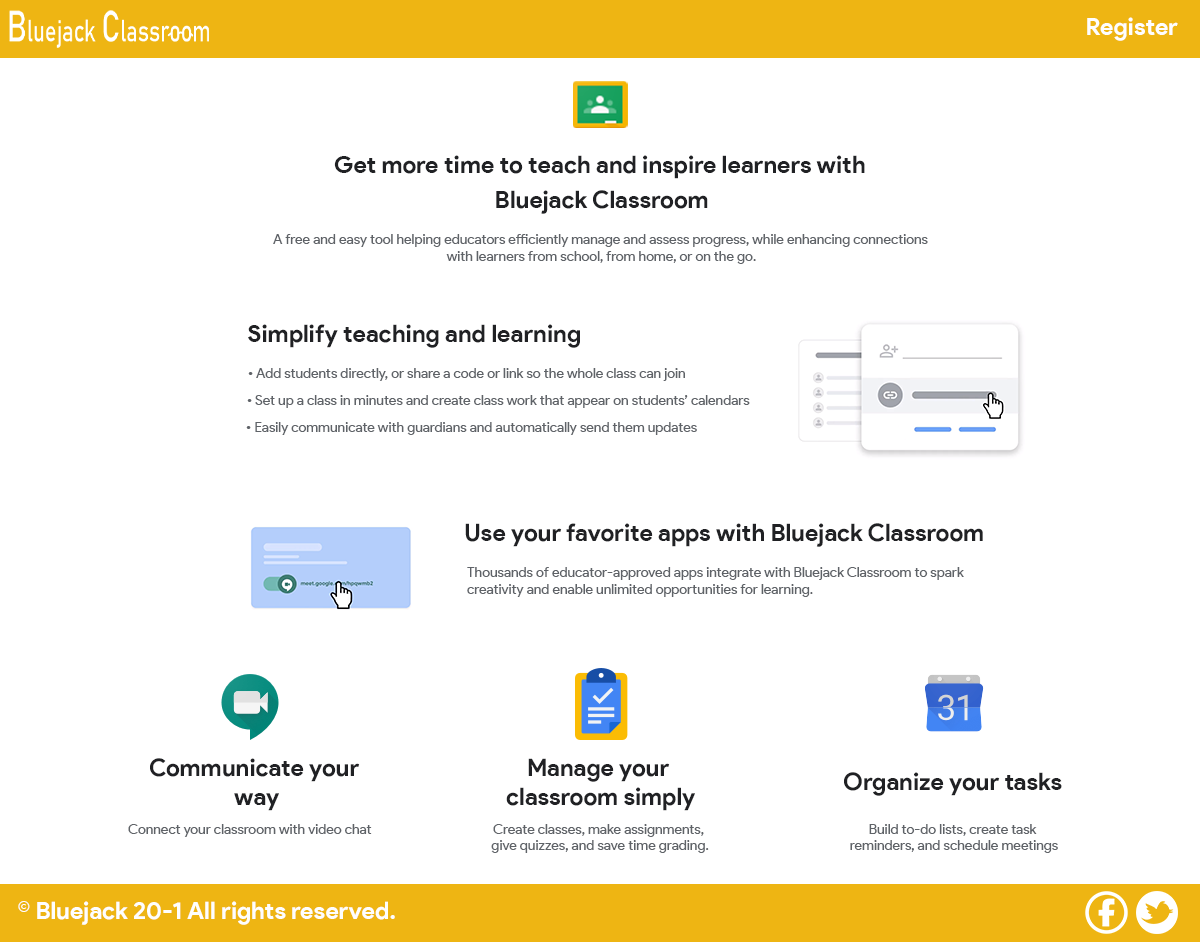 Bluejack Classroom
Register
Get more time to teach and inspire learners with
Bluejack Classroom
A free and easy tool helping educators efficiently manage and assess progress, while enhancing connections
with learners from school, from home, or on the go.
Simplify teaching and learning
• Add students directly, or share a code or link so the whole class can join
• Set up a class in minutes and create class work that appear on students’ calendars
• Easily communicate with guardians and automatically send them updates
Use your favorite apps with Bluejack Classroom
Thousands of educator-approved apps integrate with Bluejack Classroom to spark
creativity and enable unlimited opportunities for learning.
meet.google.
31
Communicate your
way
Connect your classroom with video chat
Manage your
classroom simply
Create classes, make assignments,
give quizzes, and save time grading.
Organize your tasks
Build to-do lists, create task
reminders, and schedule meetings
© Bluejack 20-1 All rights reserved.